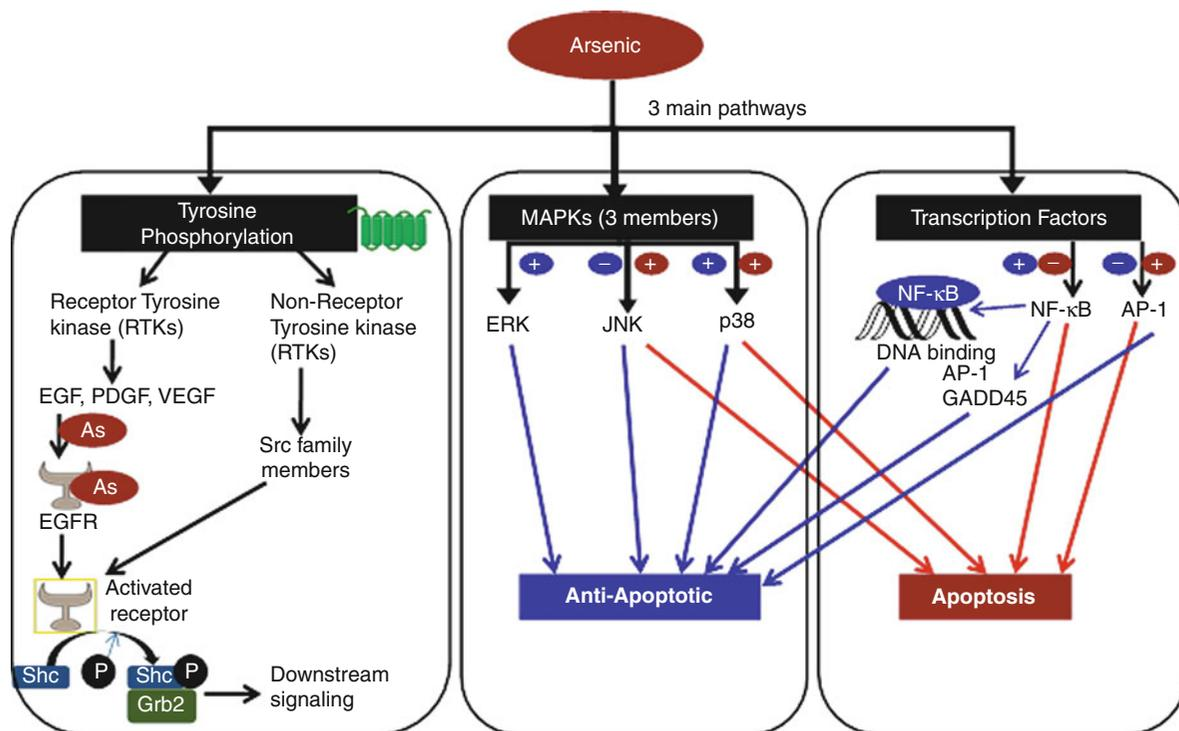 Arsenic
3 main pathways
Tyrosine
Phosphorylation
Receptor Tyrosine
kinase (RTKs)
Non-Receptor
Tyrosine kinase
(RTKs)
EGF, PDGF, VEGF
As
As
EGFR
Src family
members
Activated
receptor
Shc
P
Shc
P
Grb2
Downstream
signaling
MAPKs (3 members)
+
−
+
+
+
ERK
JNK
p38
Anti-Apoptotic
Transcription Factors
+
−
−
+
NF-κB
NF-κB
AP-1
DNA binding
AP-1
GADD45
Apoptosis